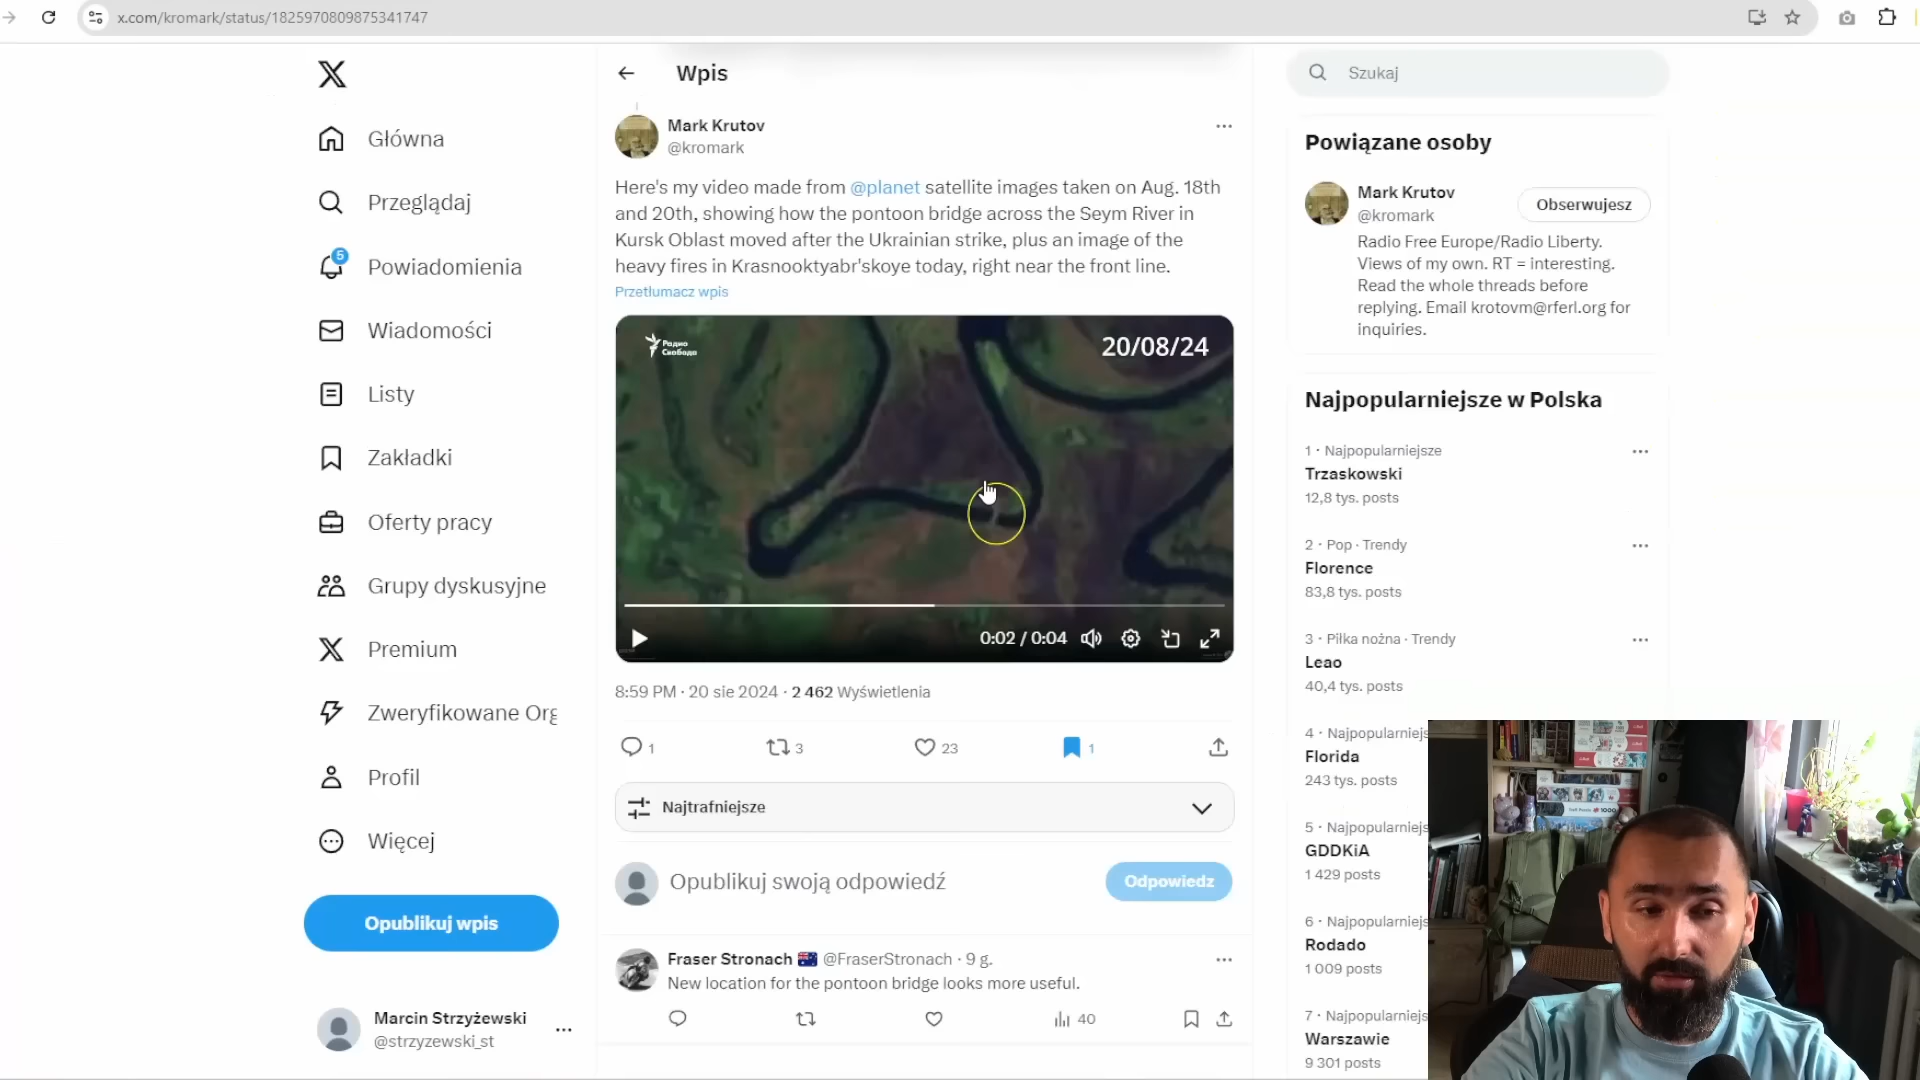 x.com/kromark/status/1825970809875341747
Główna
Przeglądaj
5
Powiadomienia
Wiadomości
Listy
Zakładki
Oferty pracy
Grupy dyskusyjne
Premium
Zweryfikowane Org
Profil
Więcej
Opublikuj wpis
Marcin Strzyżewski
@strzyzewski_st
Wpis
Mark Krutov
@kromark
Here's my video made from @planet satellite images taken on Aug. 18th
and 20th, showing how the pontoon bridge across the Seym River in
Kursk Oblast moved after the Ukrainian strike, plus an image of the
heavy fires in Krasnooktyabr'skoye today, right near the front line.
Przetłumacz wpis
Радио
Свобода
20/08/24
0:02 / 0:04
8:59 PM · 20 sie 2024 · 2 462 Wyświetlenia
1 3 23 1
Najtrafniejsze
Opublikuj swoją odpowiedź
Odpowiedz
Fraser Stronach @FraserStronach · 9 g.
New location for the pontoon bridge looks more useful.
40
Szukaj
Powiązane osoby
Mark Krutov
@kromark
Obserwujesz
Radio Free Europe/Radio Liberty.
Views of my own. RT = interesting.
Read the whole threads before
replying. Email krotovm@rferl.org for
inquiries.
Najpopularniejsze w Polska
1 · Najpopularniejsze
Trzaskowski
12,8 tys. posts
2 · Pop · Trendy
Florence
83,8 tys. posts
3 · Piłka nożna · Trendy
Leao
40,4 tys. posts
4 · Najpopularniejs
Florida
243 tys. posts
5 · Najpopularniejs
GDDKiA
1 429 posts
6 · Najpopularniejs
Rodado
1 009 posts
7 · Najpopularniejs
Warszawie
9 301 posts